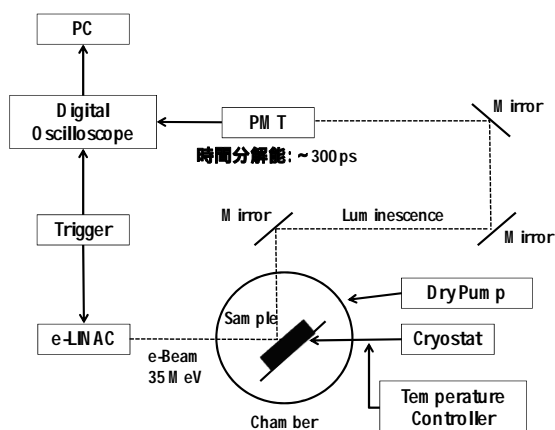 PC
Digital
Oscilloscope
PMT
時間分解能: ~300ps
Mirror
Mirror
Luminescence
Mirror
Trigger
e-LINAC
e-Beam
35MeV
Sample
Chamber
DryPump
Cryostat
Temperature
Controller